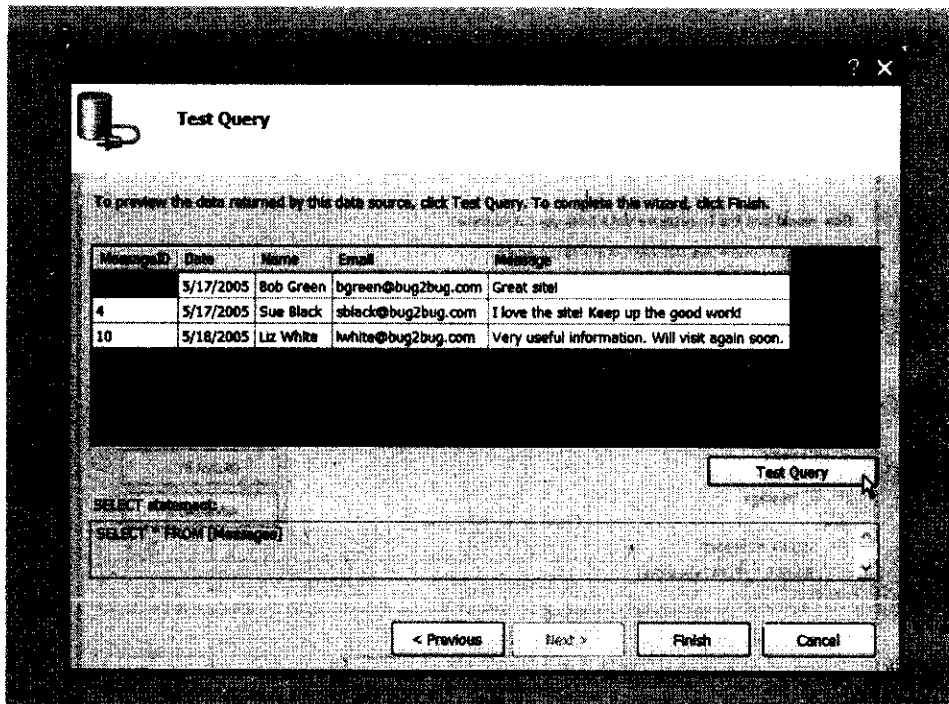 ? X
Test Query
To preview the data returned by this data source, click Test Query. To complete this wizard, click Finish.
MessageID Date Name Email Message
5/17/2005 Bob Green bgreen@bug2bug.com Great site!
4 5/17/2005 Sue Black sblack@bug2bug.com I love the site! Keep up the good work!
10 5/18/2005 Liz White lwhite@bug2bug.com Very useful information. Will visit again soon.
Test Query
SELECT statement:
SELECT * FROM [Messages]
< Previous Next > Finish Cancel